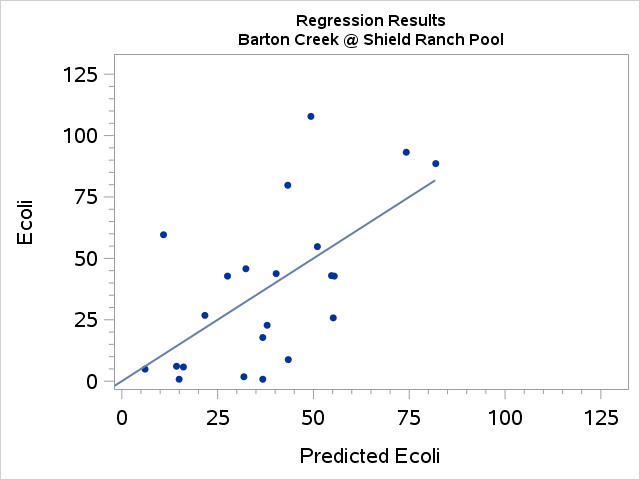 Regression Results
Barton Creek @ Shield Ranch Pool
125
100
75
50
25
0
Ecoli
0 25 50 75 100 125
Predicted Ecoli